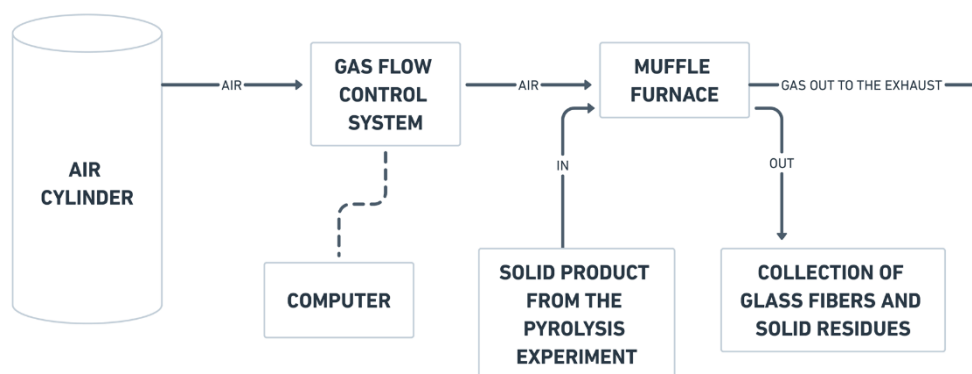 AIR
CYLINDER
AIR
GAS FLOW
CONTROL
SYSTEM
AIR
MUFFLE
FURNACE
GAS OUT TO THE EXHAUST
IN
OUT
COMPUTER
SOLID PRODUCT
FROM THE
PYROLYSIS
EXPERIMENT
COLLECTION OF
GLASS FIBERS AND
SOLID RESIDUES